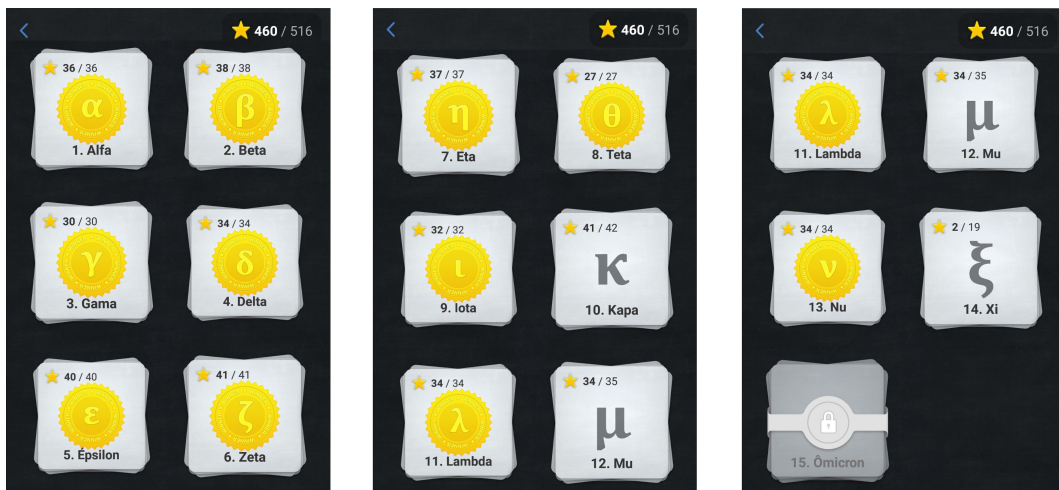 460 / 516
36 / 36
α
1. Alfa
38 / 38
β
2. Beta
30 / 30
γ
3. Gama
34 / 34
δ
4. Delta
40 / 40
ε
5. Épsilon
41 / 41
ζ
6. Zeta
460 / 516
37 / 37
η
7. Eta
27 / 27
θ
8. Teta
32 / 32
ι
9. Iota
41 / 42
κ
10. Kapa
34 / 34
λ
11. Lambda
34 / 35
μ
12. Mu
460 / 516
34 / 34
λ
11. Lambda
34 / 35
μ
12. Mu
34 / 34
ν
13. Nu
2 / 19
ξ
14. Xi
15. Ômicron